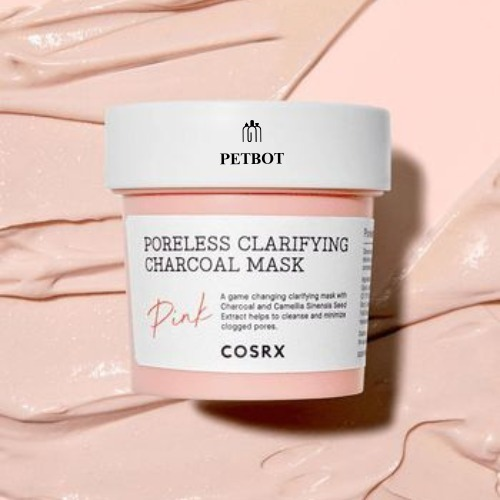 PETBOT
PORELESS CLARIFYING
CHARCOAL MASK
Pink
A game changing clarifying mask with
Charcoal and Camellia Sinensis Seed
Extract helps to cleanse and minimize
clogged pores.
COSRX